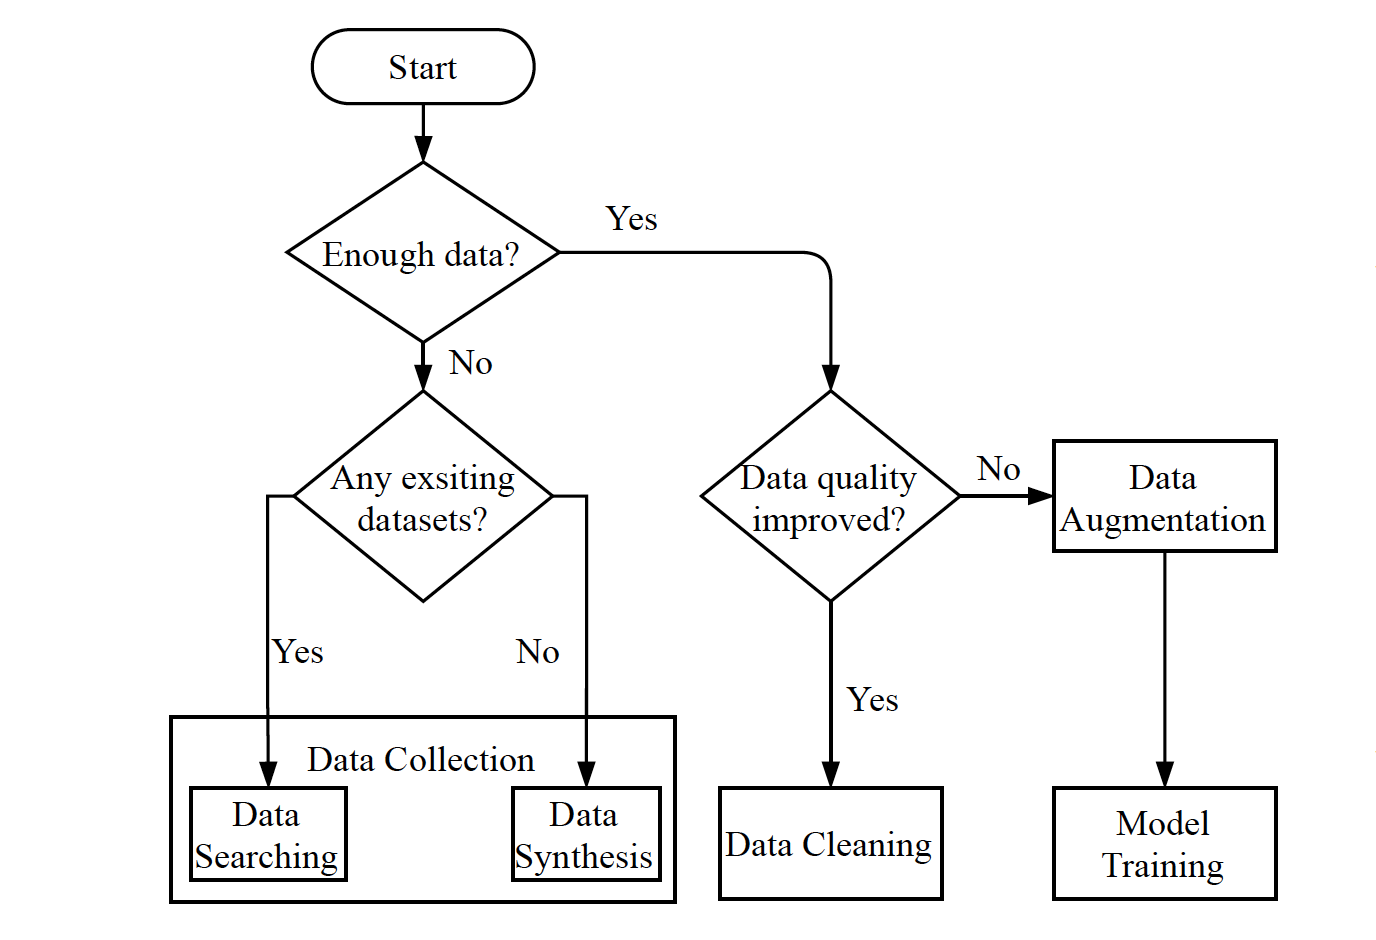 Start
Enough data?
Yes
No
Any exsiting
datasets?
Data quality
improved?
No
Data
Augmentation
Yes
No
Yes
Data Collection
Data
Searching
Data
Synthesis
Data Cleaning
Model
Training